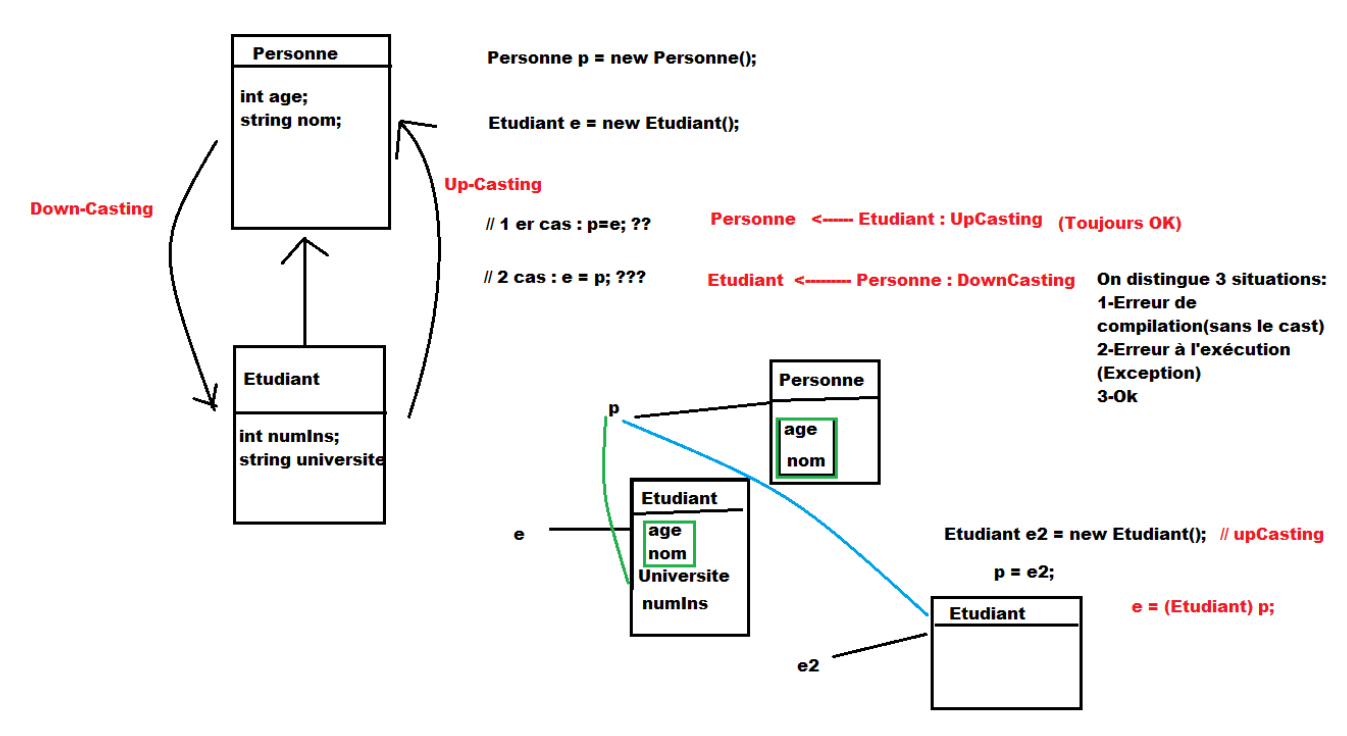 Personne
int age;
string nom;
Personne p = new Personne();
Etudiant e = new Etudiant();
Down-Casting
Up-Casting
// 1 er cas : p=e; ??
Personne <------ Etudiant : UpCasting (Toujours OK)
// 2 cas : e = p; ???
Etudiant <--------- Personne : DownCasting
On distingue 3 situations:
1-Erreur de
compilation(sans le cast)
2-Erreur à l'exécution
(Exception)
3-Ok
Etudiant
int numIns;
string universite
p
Personne
age
nom
e
Etudiant
age
nom
Universite
numIns
Etudiant e2 = new Etudiant(); // upCasting
p = e2;
e = (Etudiant) p;
Etudiant
e2